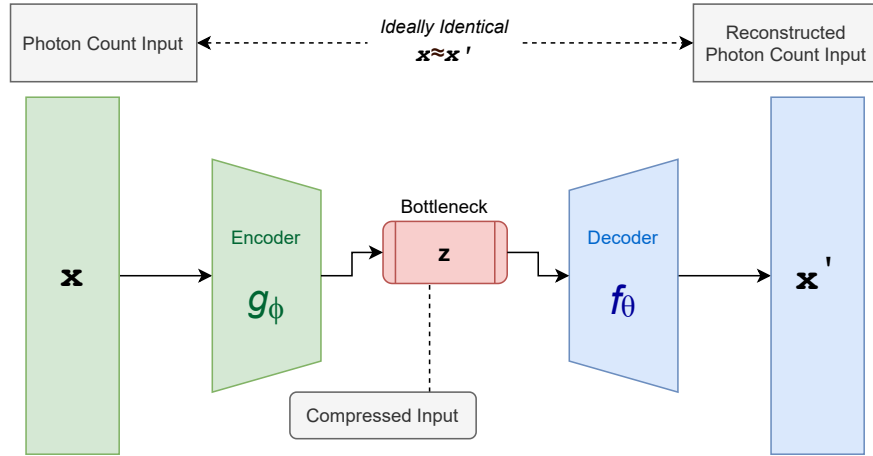 Photon Count Input
Ideally Identical
x≈x'
Reconstructed
Photon Count Input
x
Encoder
gϕ
Bottleneck
z
Decoder
fθ
x'
Compressed Input